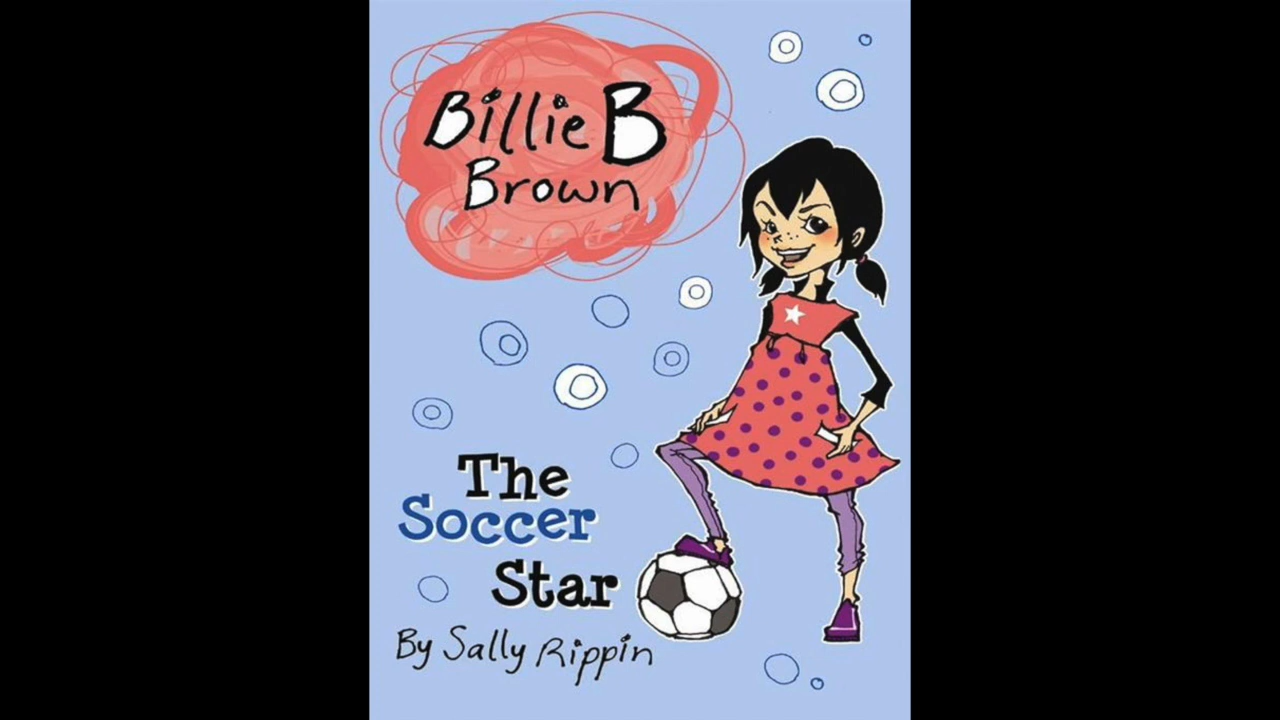 Billie B
Brown
The
Soccer
Star
By Sally Rippin